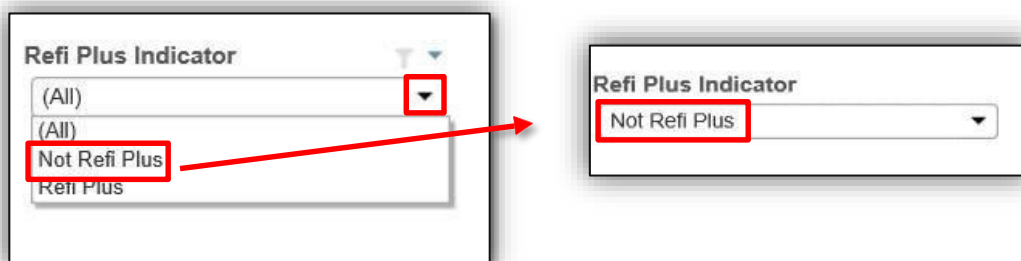 Refi Plus Indicator
(All)
(All)
Not Refi Plus
Refi Plus
Refi Plus Indicator
Not Refi Plus